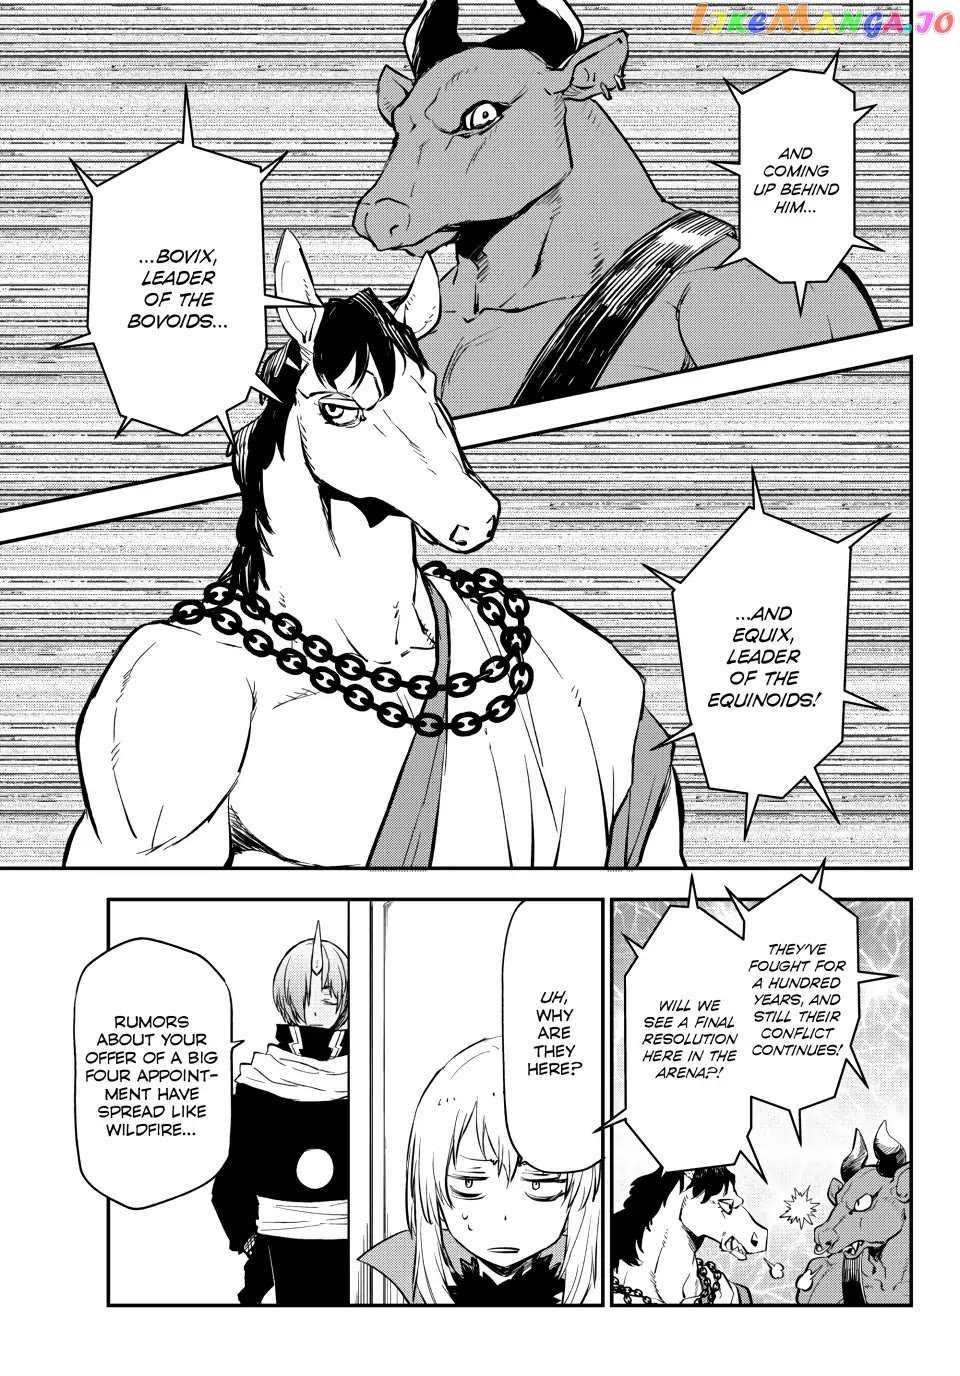 LIKEMANGA.IO
AND
COMING
UP BEHIND
HIM...
...BOVIX,
LEADER
OF THE
BOVOIDS...
...AND
EQUIX,
LEADER
OF THE
EQUINOIDS!
THEY'VE
FOUGHT FOR
A HUNDRED
YEARS, AND
STILL THEIR
CONFLICT
CONTINUES!
WILL WE
SEE A FINAL
RESOLUTION
HERE IN THE
ARENA?!
UH,
WHY
ARE
THEY
HERE?
RUMORS
ABOUT YOUR
OFFER OF A BIG
FOUR APPOINT-
MENT HAVE
SPREAD LIKE
WILDFIRE...